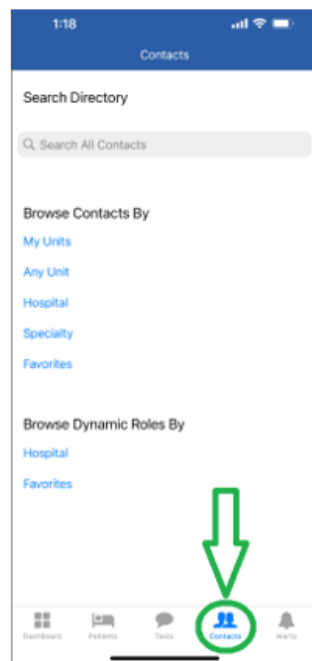 1:18
Contacts
Search Directory
Search All Contacts
Browse Contacts By
My Units
Any Unit
Hospital
Specialty
Favorites
Browse Dynamic Roles By
Hospital
Favorites
Dashboard Patients Texts Contacts Alerts